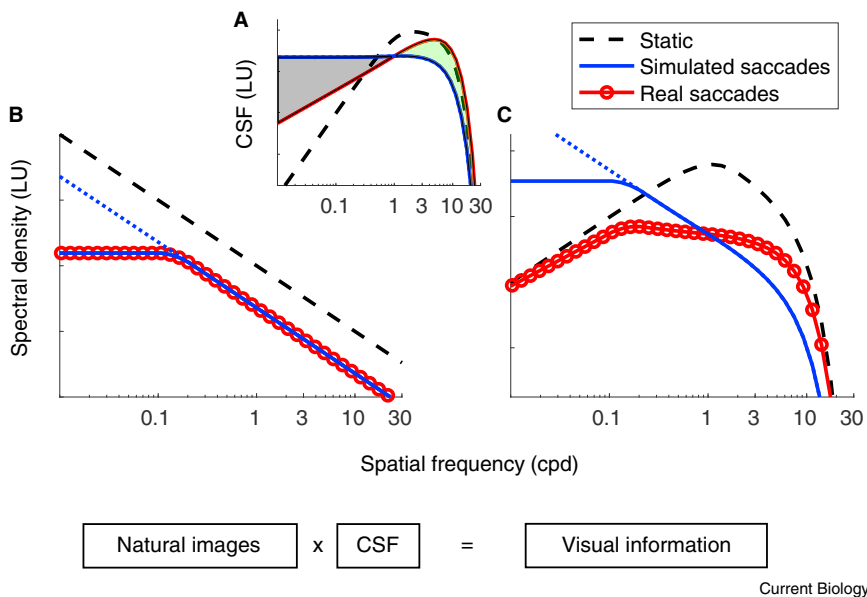 A
CSF (LU)
0.1 1 3 10 30
Static
Simulated saccades
Real saccades
B
Spectral density (LU)
0.1 1 3 10 30
C
0.1 1 3 10 30
Spatial frequency (cpd)
Natural images x CSF = Visual information
Current Biology